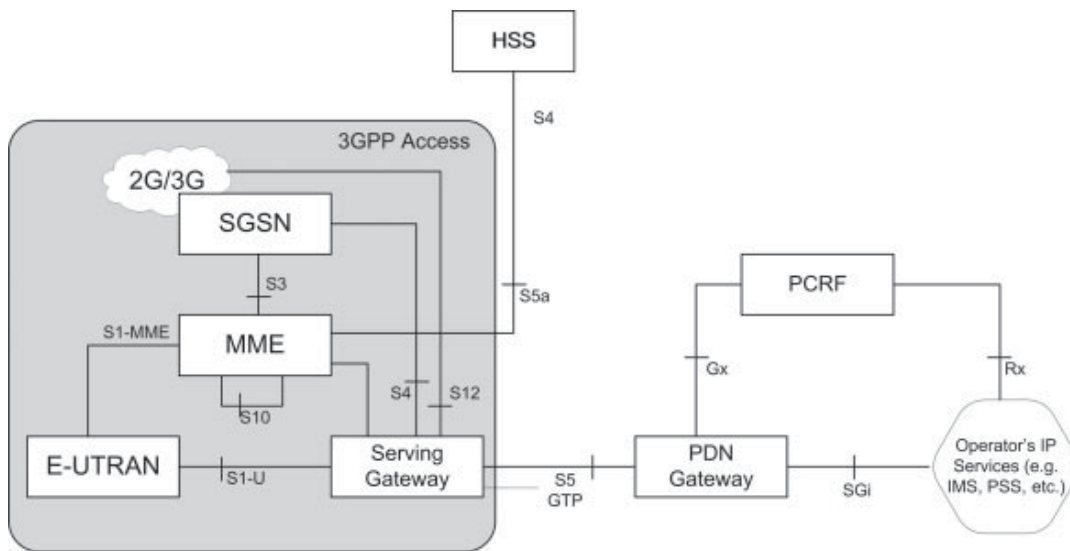 HSS
S4
3GPP Access
2G/3G
SGSN
S3
S5a
PCRF
S1-MME
MME
Gx
Rx
S4
S12
S10
E-UTRAN
S1-U
Serving
Gateway
S5
GTP
PDN
Gateway
SGi
Operator's IP
Services (e.g.
IMS, PSS, etc.)